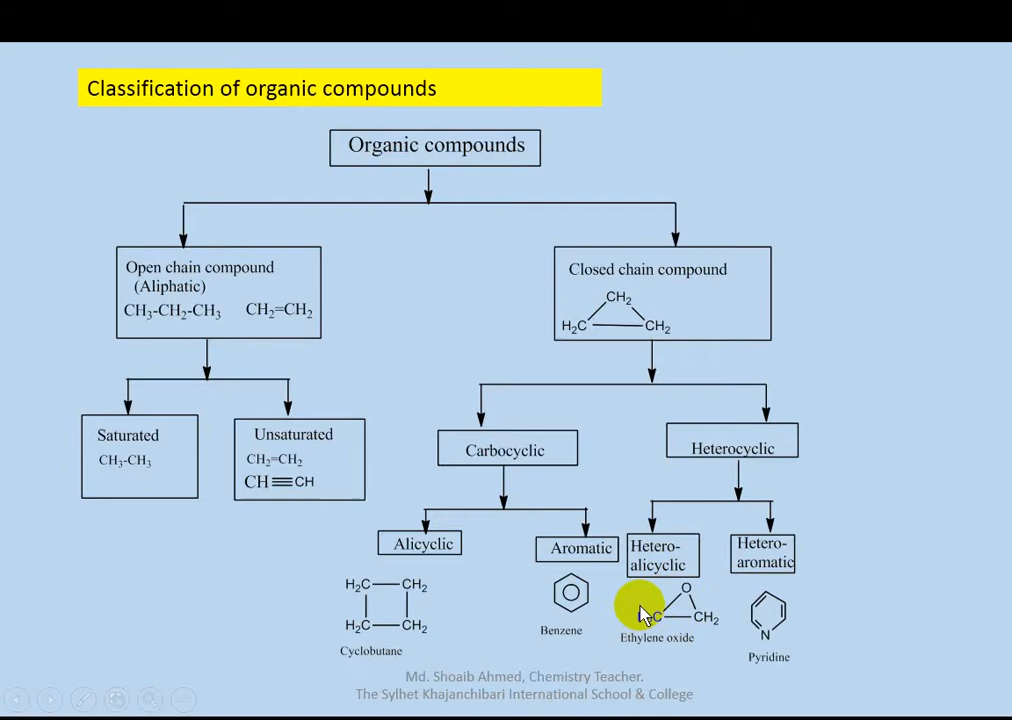 Classification of organic compounds
Organic compounds
Open chain compound
(Aliphatic)
CH3-CH2-CH3 CH2=CH2
Closed chain compound
CH2
H2C CH2
Saturated
CH3-CH3
Unsaturated
CH2=CH2
CH≡CH
Carbocyclic
Heterocyclic
Alicyclic
Aromatic
Hetero-
alicyclic
Hetero-
aromatic
H2C CH2
H2C CH2
Cyclobutane
Benzene
O
CH2
Ethylene oxide
N
Pyridine
Md. Shoaib Ahmed, Chemistry Teacher.
The Sylhet Khajanchibari International School & College